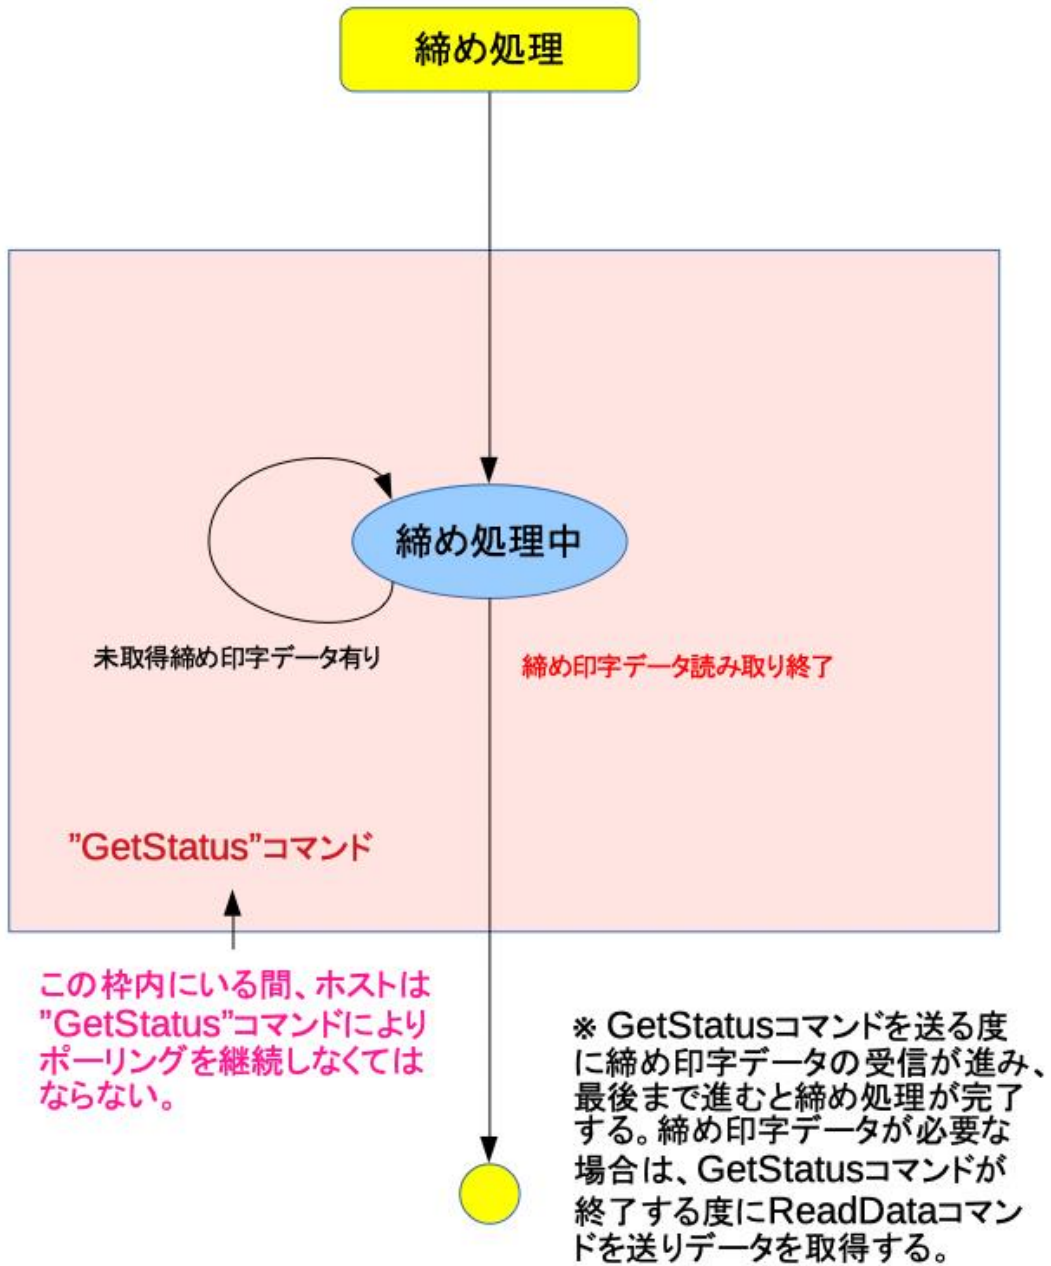 締め処理
締め処理中
未取得締め印字データ有り
締め印字データ読み取り終了
”GetStatus”コマンド
この枠内にいる間、ホストは
”GetStatus”コマンドにより
ポーリングを継続しなくては
ならない。
※ GetStatusコマンドを送る度
に締め印字データの受信が進み、
最後まで進むと締め処理が完了
する。締め印字データが必要な
場合は、GetStatusコマンドが
終了する度にReadDataコマン
ドを送りデータを取得する。